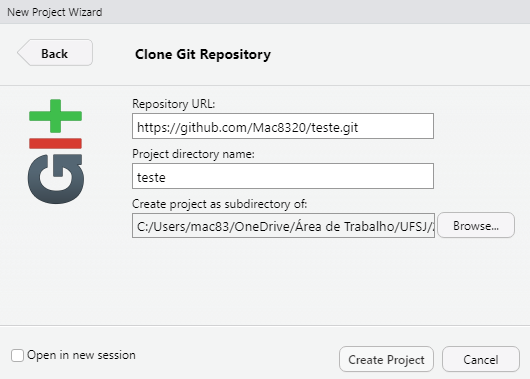 New Project Wizard
Back
Clone Git Repository
Repository URL:
https://github.com/Mac8320/teste.git
Project directory name:
teste
Create project as subdirectory of:
C:/Users/mac83/OneDrive/Área de Trabalho/UFSJ/
Browse...
GIT
Open in new session
Create Project
Cancel